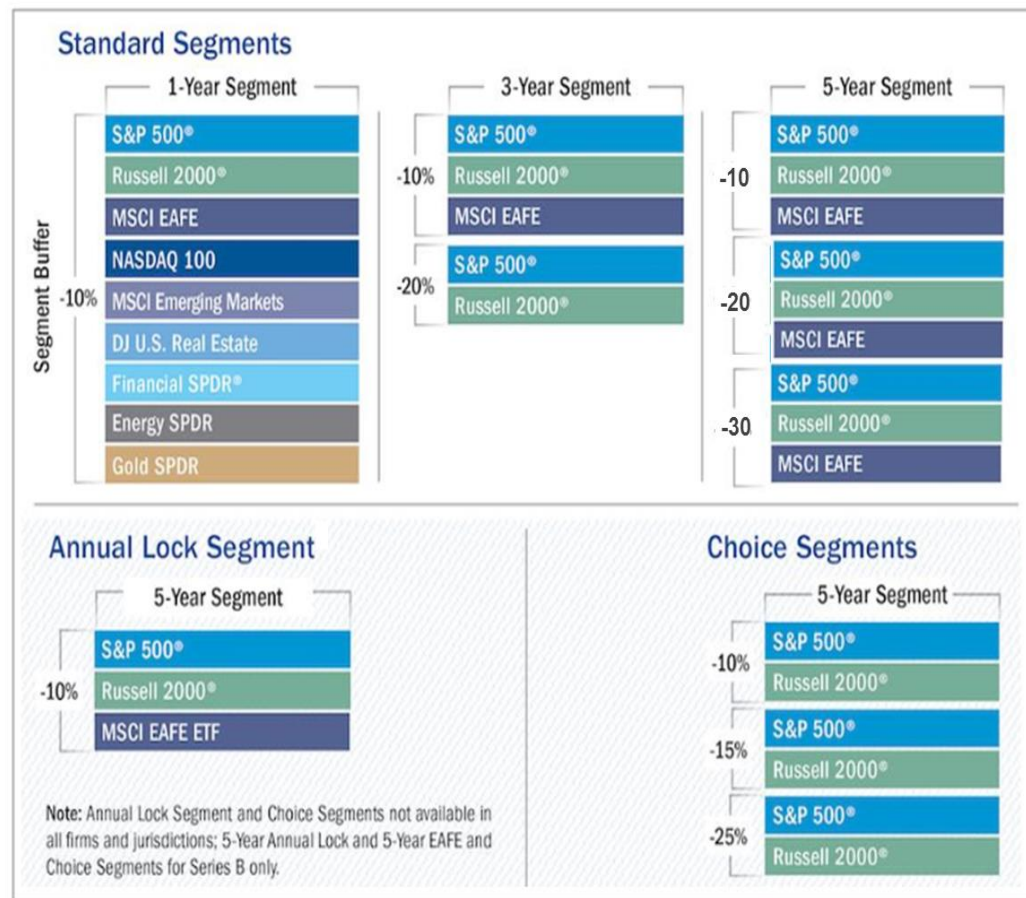 Standard Segments
1-Year Segment
Segment Buffer
-10%
S&P 500®
Russell 2000®
MSCI EAFE
NASDAQ 100
MSCI Emerging Markets
DJ U.S. Real Estate
Financial SPDR®
Energy SPDR
Gold SPDR
3-Year Segment
-10%
S&P 500®
Russell 2000®
MSCI EAFE
-20%
S&P 500®
Russell 2000®
5-Year Segment
-10
S&P 500®
Russell 2000®
MSCI EAFE
-20
S&P 500®
Russell 2000®
MSCI EAFE
-30
S&P 500®
Russell 2000®
MSCI EAFE
Annual Lock Segment
5-Year Segment
-10%
S&P 500®
Russell 2000®
MSCI EAFE ETF
Note: Annual Lock Segment and Choice Segments not available in
all firms and jurisdictions; 5-Year Annual Lock and 5-Year EAFE and
Choice Segments for Series B only.
Choice Segments
5-Year Segment
-10%
S&P 500®
Russell 2000®
-15%
S&P 500®
Russell 2000®
-25%
S&P 500®
Russell 2000®